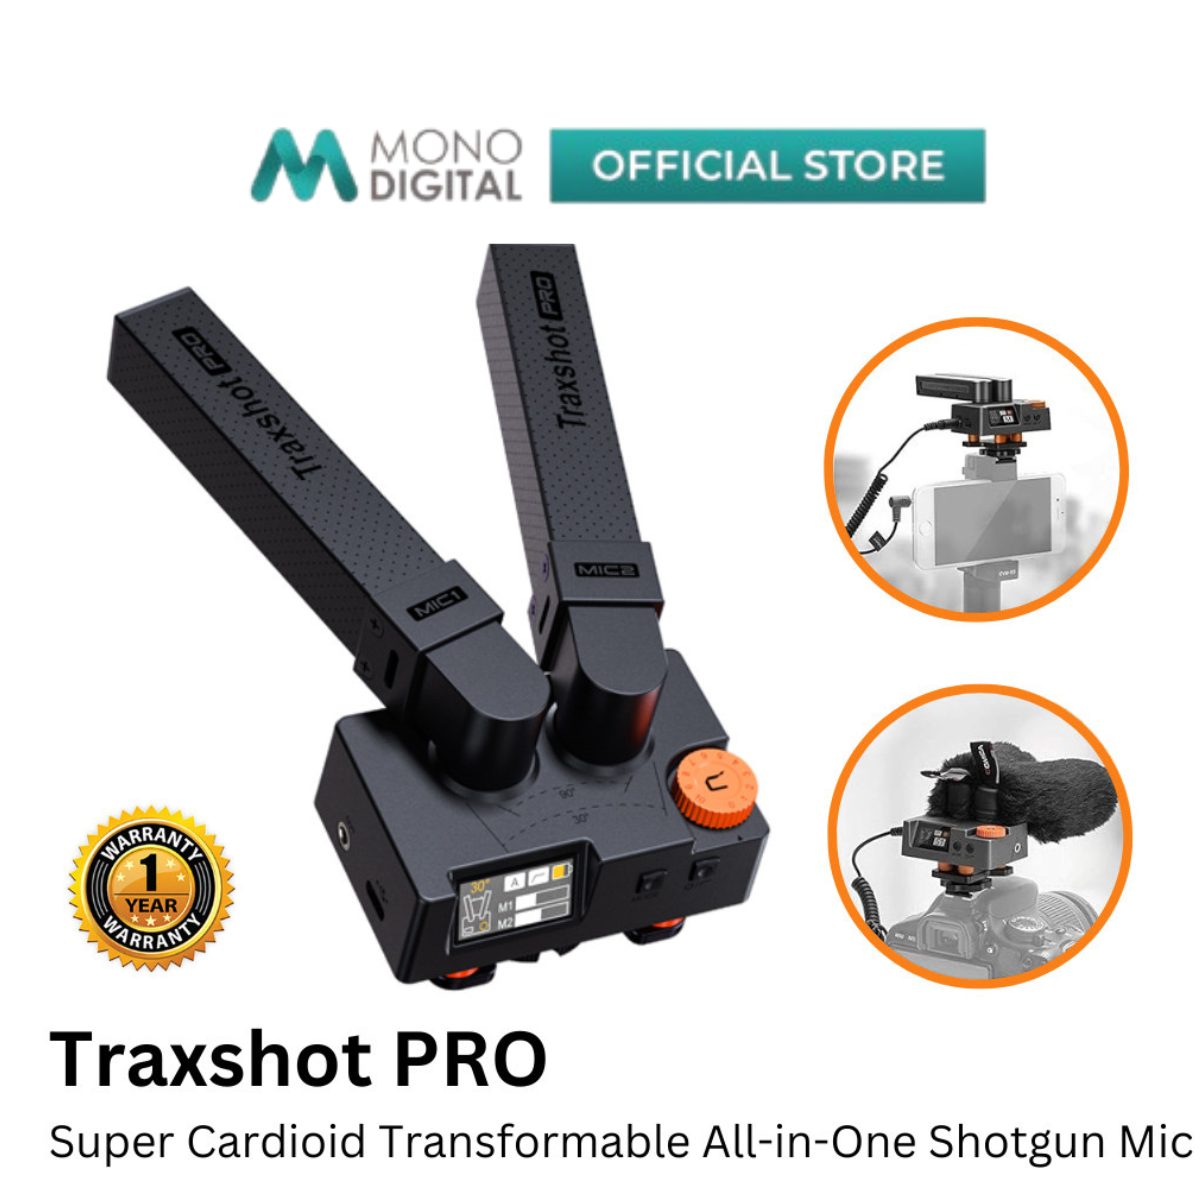 MONO
DIGITAL
OFFICIAL STORE
Traxshot PRO
Traxshot PRO
MIC1
MIC2
90°
30°
30°
A
M1
M2
WARRANTY
1
YEAR
WARRANTY
COMICA
Traxshot PRO
Super Cardioid Transformable All-in-One Shotgun Mic